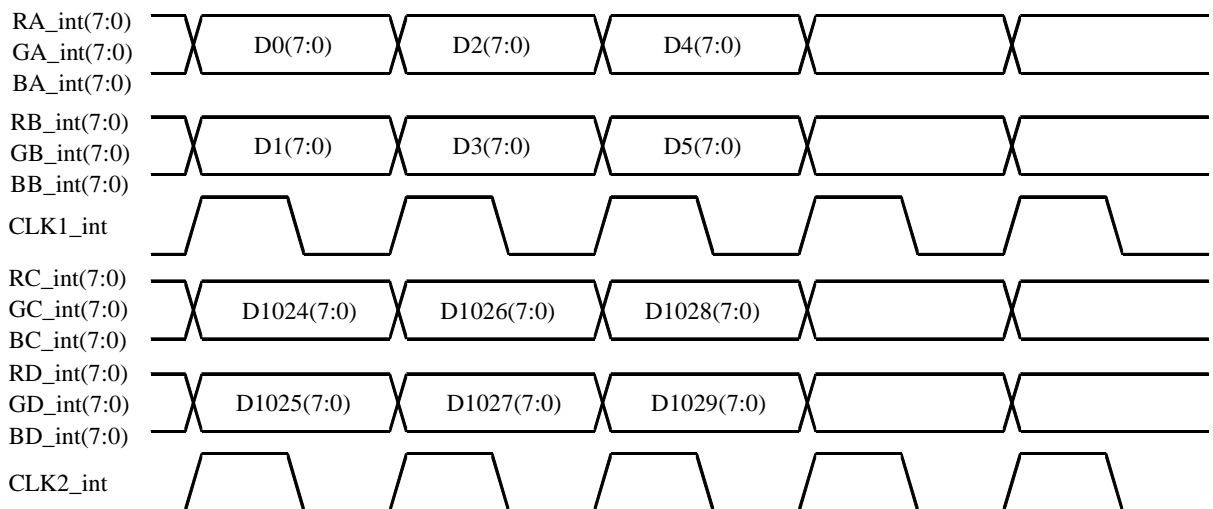 RA_int(7:0)
GA_int(7:0) D0(7:0) D2(7:0) D4(7:0)
BA_int(7:0)
RB_int(7:0)
GB_int(7:0) D1(7:0) D3(7:0) D5(7:0)
BB_int(7:0)
CLK1_int
RC_int(7:0)
GC_int(7:0) D1024(7:0) D1026(7:0) D1028(7:0)
BC_int(7:0)
RD_int(7:0)
GD_int(7:0) D1025(7:0) D1027(7:0) D1029(7:0)
BD_int(7:0)
CLK2_int